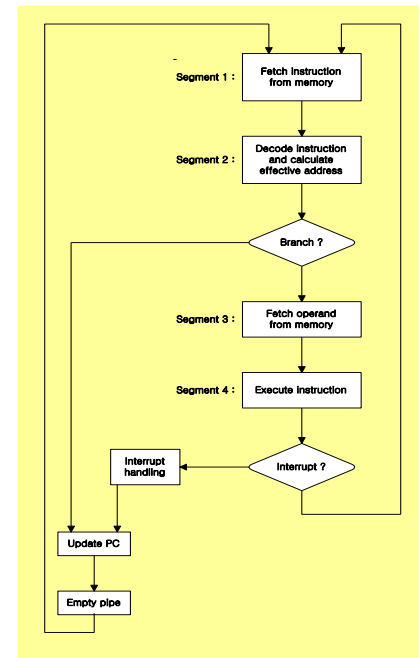 Segment 1 :
Fetch instruction
from memory
Segment 2 :
Decode instruction
and calculate
effective address
Branch ?
Segment 3 :
Fetch operand
from memory
Segment 4 :
Execute instruction
Interrupt
handling
Interrupt ?
Update PC
Empty pipe